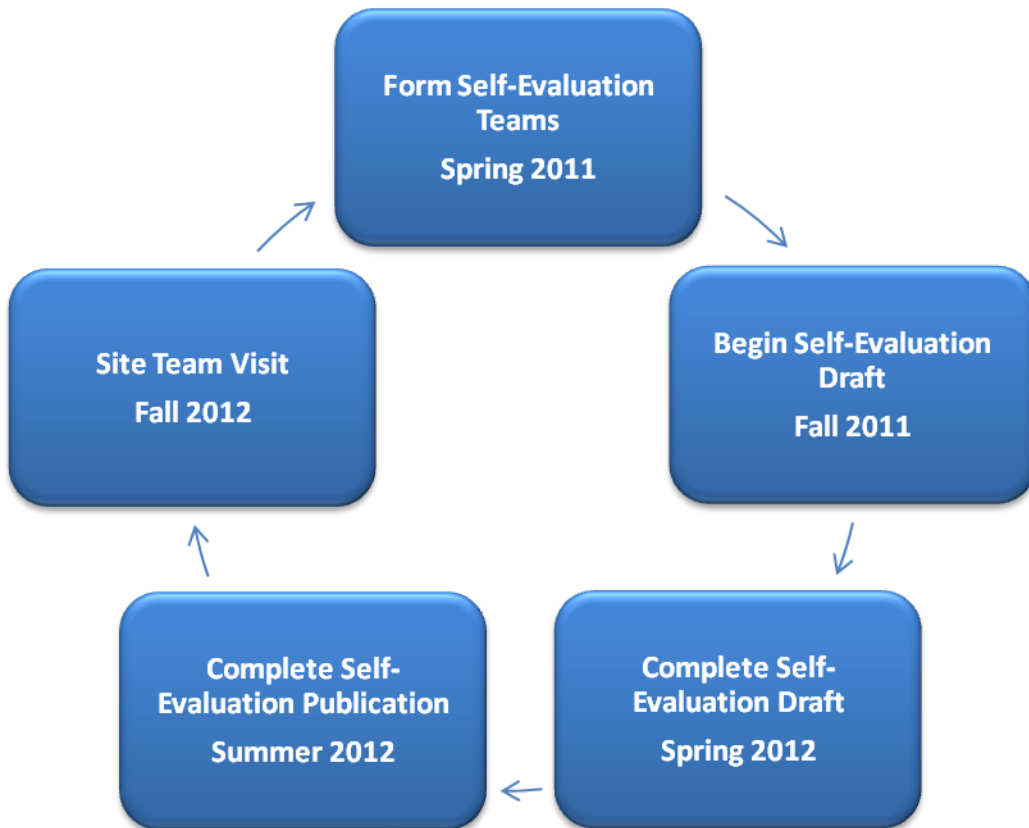 Form Self-Evaluation
Teams
Spring 2011
Begin Self-Evaluation
Draft
Fall 2011
Complete Self-
Evaluation Draft
Spring 2012
Complete Self-
Evaluation Publication
Summer 2012
Site Team Visit
Fall 2012